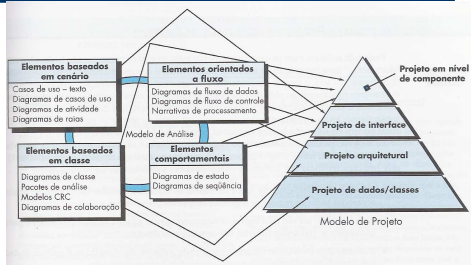 Elementos baseados
em cenário
Casos de uso – texto
Diagramas de casos de uso
Diagramas de atividade
Diagramas de raias
Elementos orientados
a fluxo
Diagramas de fluxo de dados
Diagramas de fluxo de controle
Narrativas de processamento
Modelo de Análise
Elementos baseados
em classe
Diagramas de classe
Pacotes de análise
Modelos CRC
Diagramas de colaboração
Elementos
comportamentais
Diagramas de estado
Diagramas de seqüência
Projeto em nível
de componente
Projeto de interface
Projeto arquitetural
Projeto de dados/classes
Modelo de Projeto